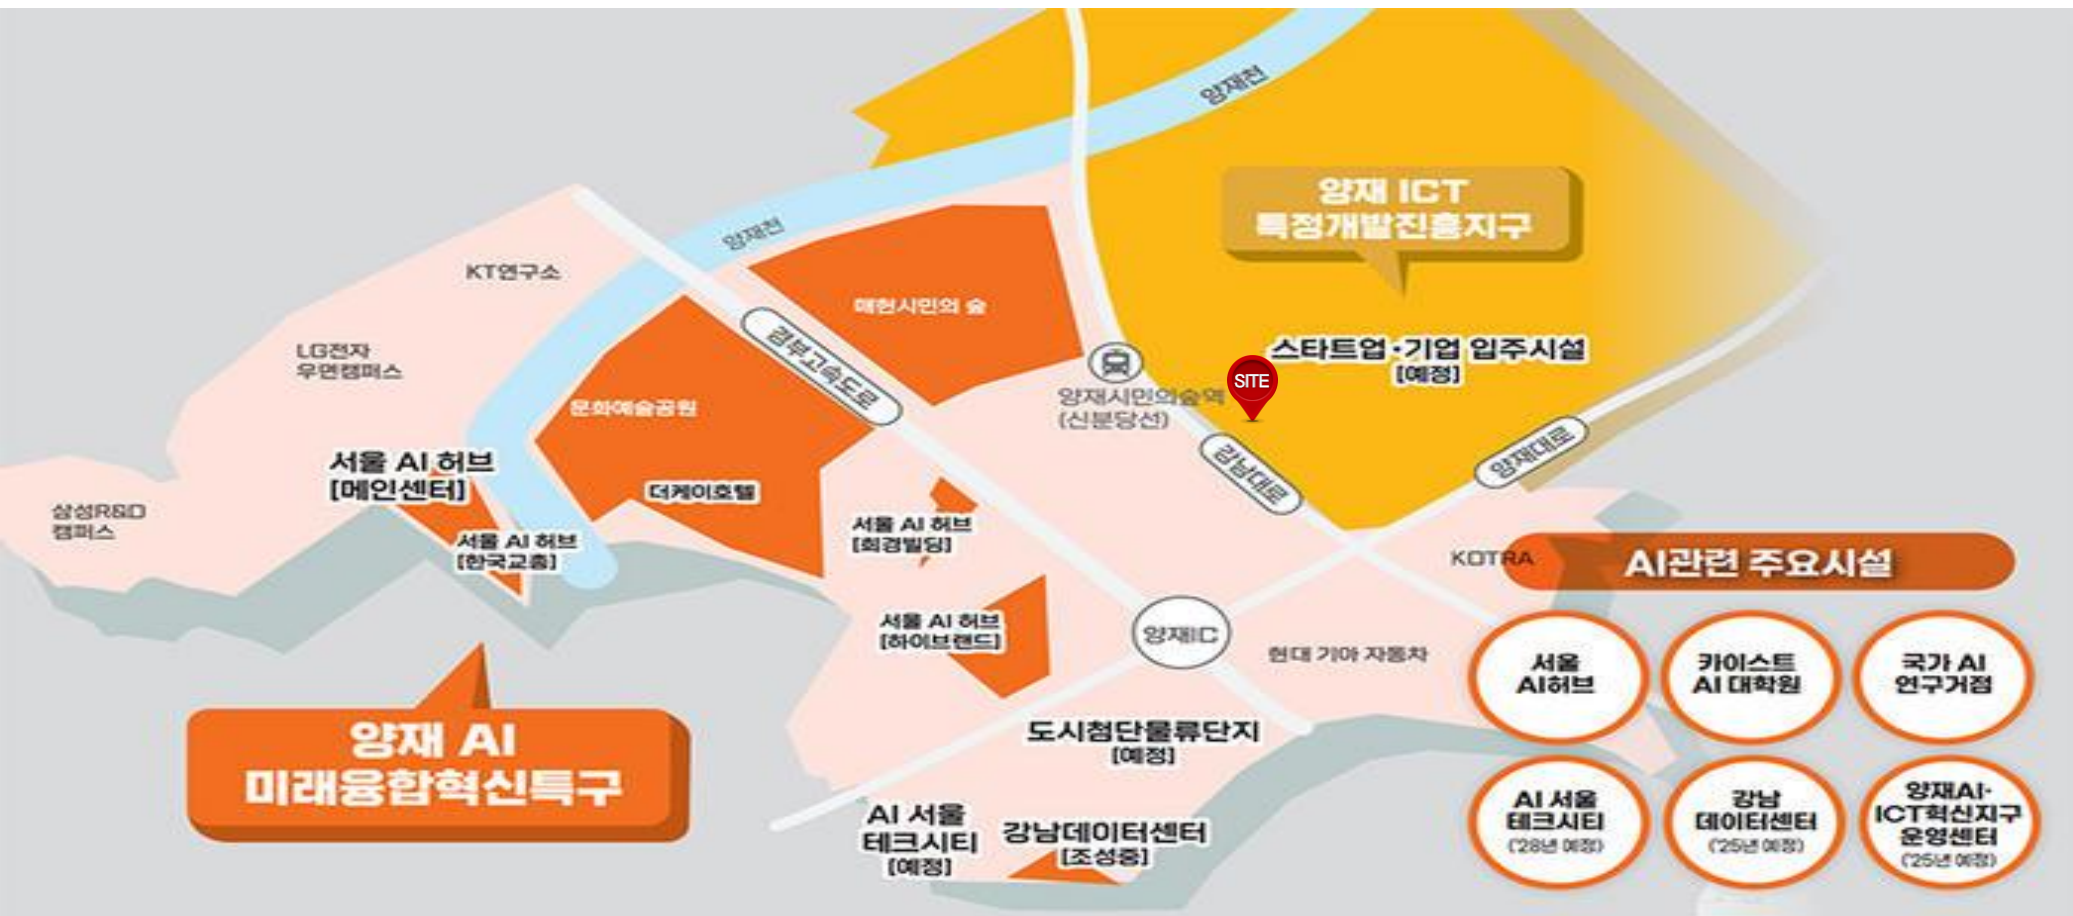 양재천
양재 ICT
특정개발진흥지구
양재천
KT연구소
매헌시민의 숲
LG전자
우면캠퍼스
경부고속도로
스타트업·기업 입주시설
[예정]
SITE
양재시민의숲역
(신분당선)
문화예술공원
서울 AI 허브
[메인센터]
더케이호텔
강남대로
양재대로
삼성R&D
캠퍼스
서울 AI 허브
[한국교총]
서울 AI 허브
[희경빌딩]
KOTRA
AI관련 주요시설
서울 AI 허브
[하이브랜드]
양재IC
현대 기아 자동차
서울
AI허브
카이스트
AI 대학원
국가 AI
연구거점
양재 AI
미래융합혁신특구
도시첨단물류단지
[예정]
AI 서울
테크시티
[예정]
강남데이터센터
[조성중]
AI 서울
테크시티
('28년 예정)
강남
데이터센터
('25년 예정)
양재AI·
ICT혁신지구
운영센터
('25년 예정)